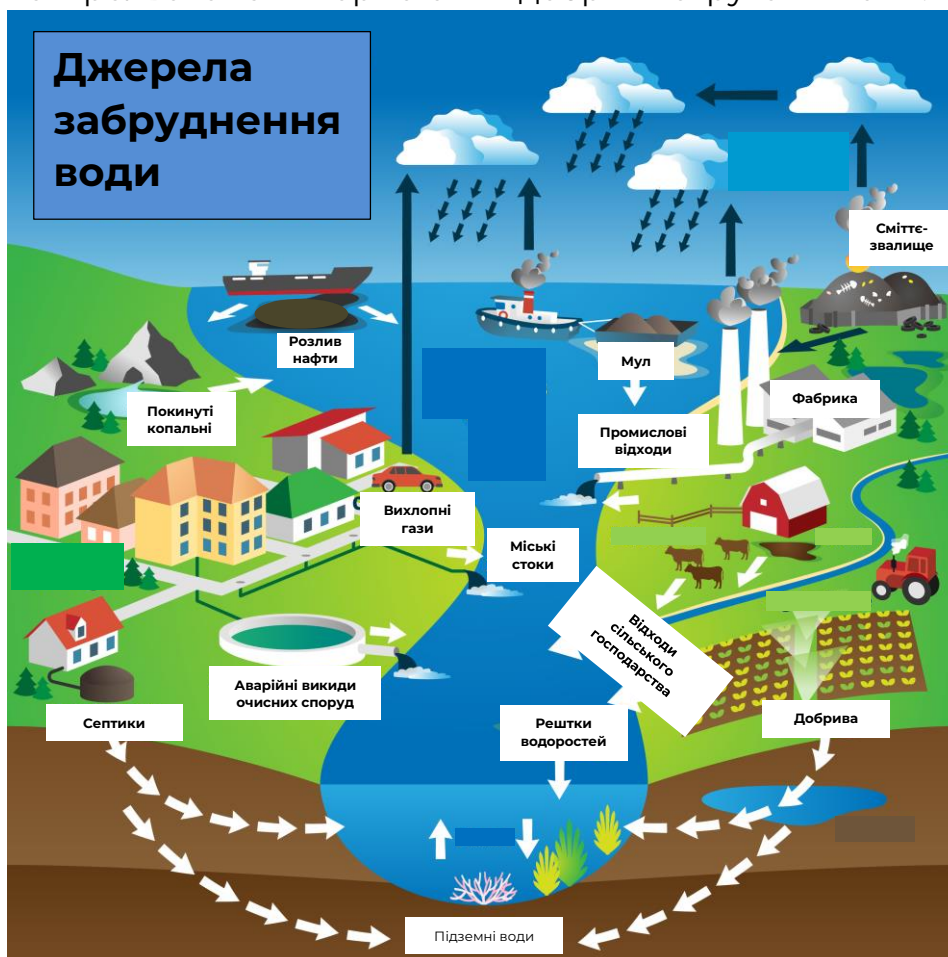 Джерела
забруднення
води
Сміттє-
звалище
Розлив
нафти
Мул
Фабрика
Покинуті
копальні
Промислові
відходи
Вихлопні
гази
Міські
стоки
Відходи
сільського
господарства
Аварійні викиди
очисних споруд
Септики
Рештки
водоростей
Добрива
Підземні води